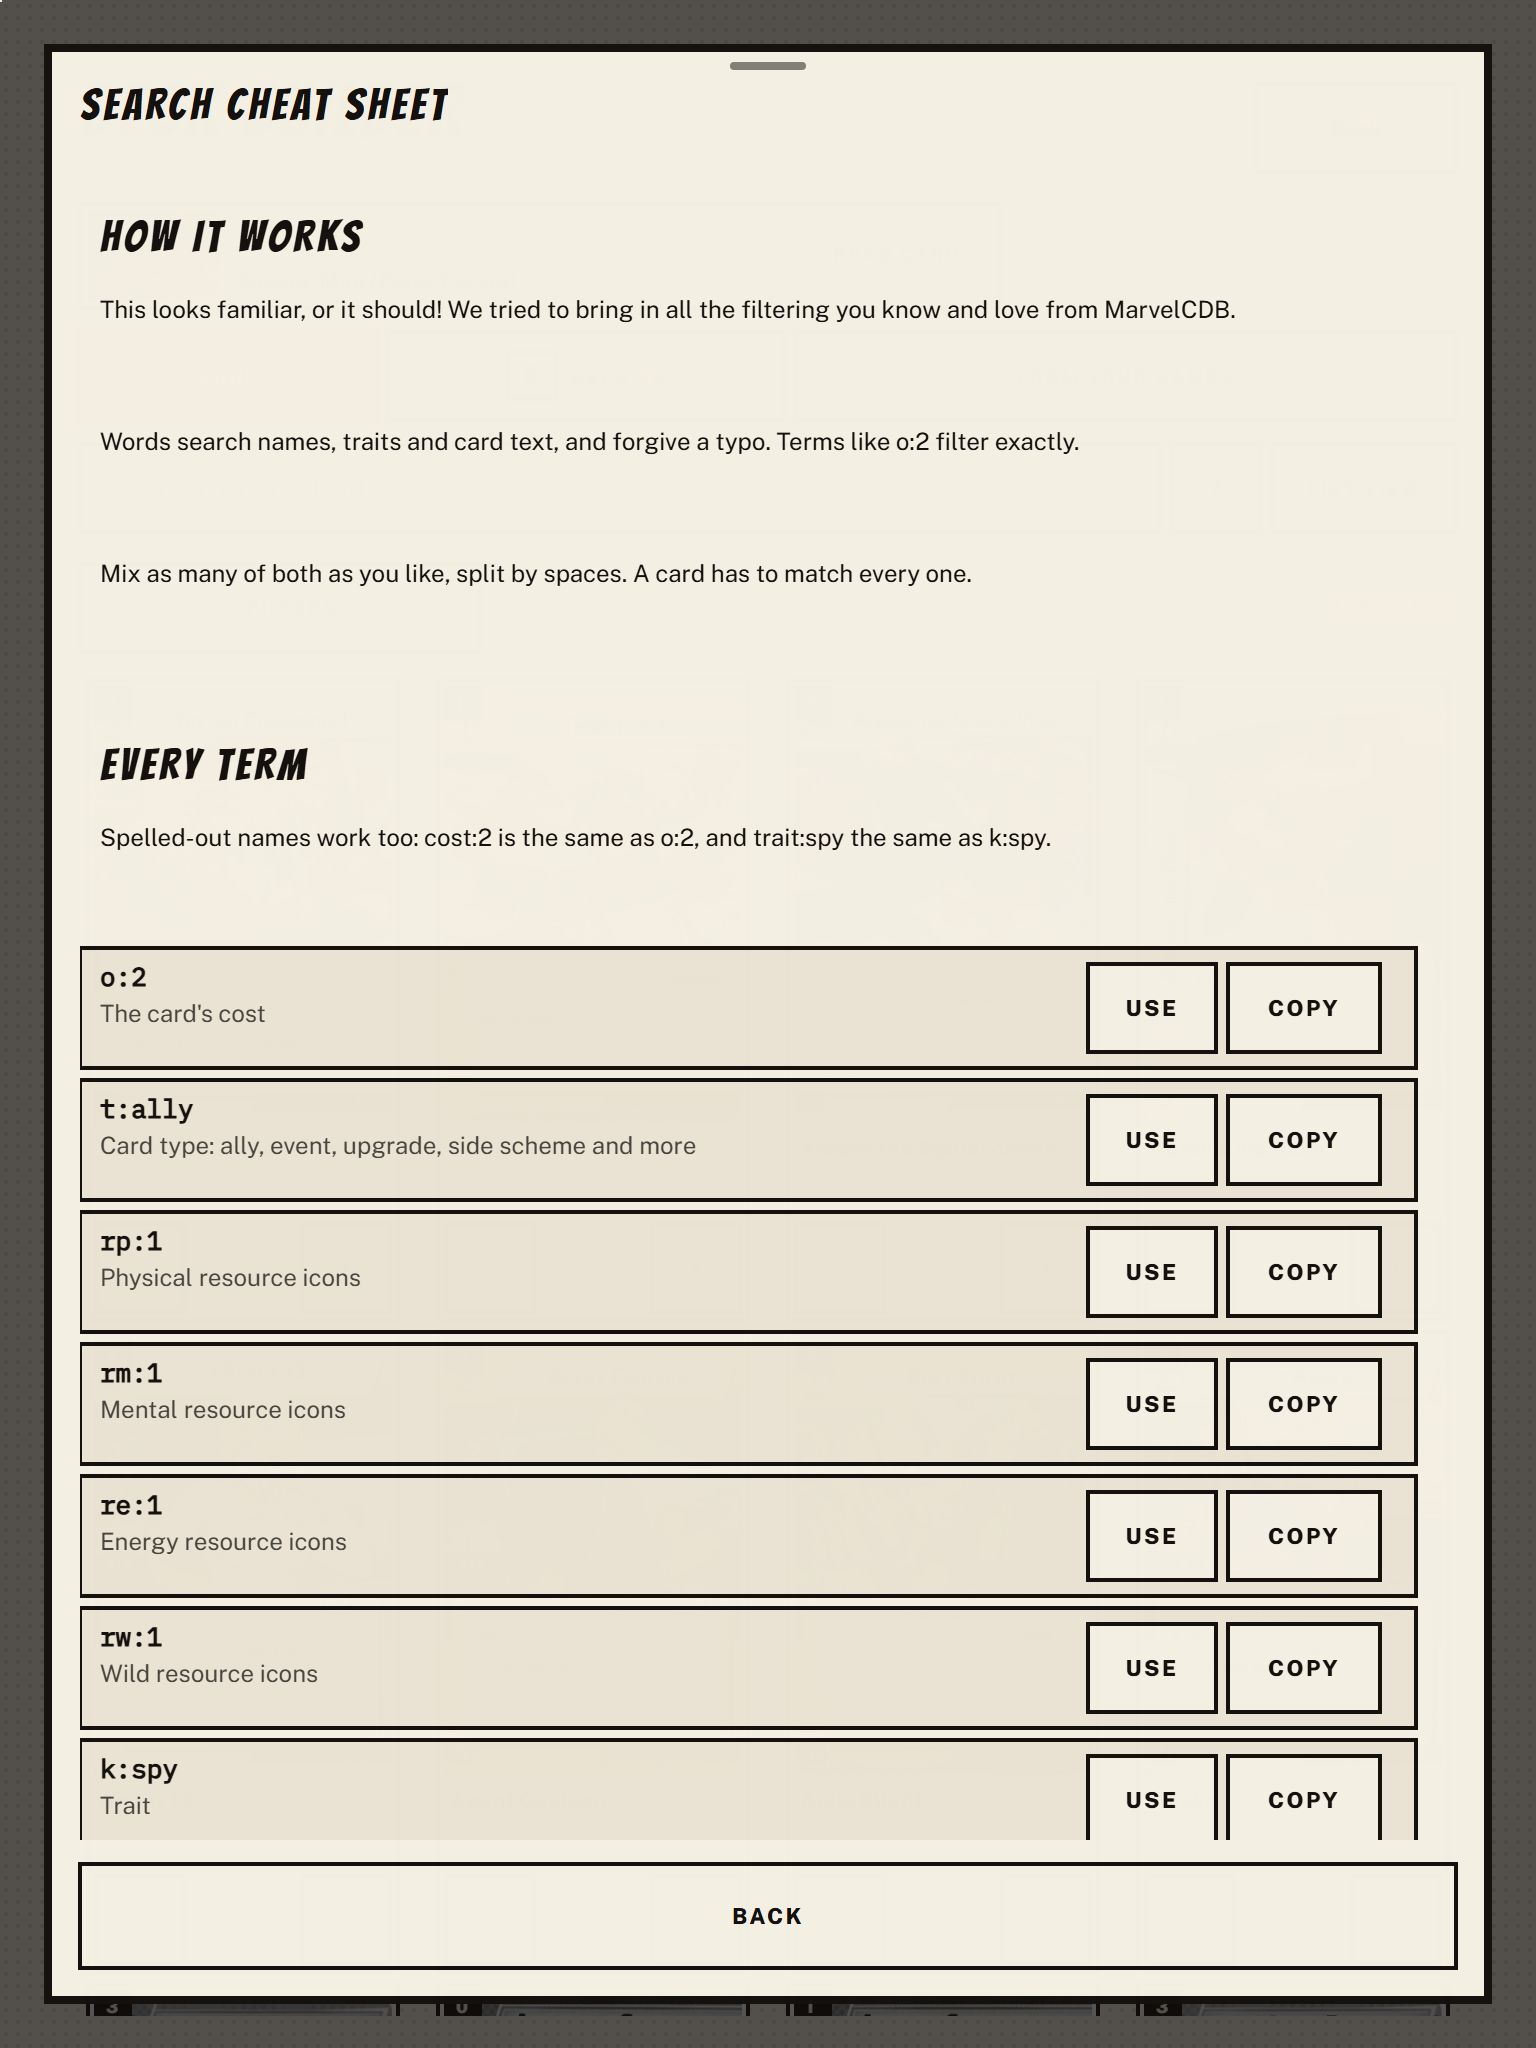 SEARCH CHEAT SHEET
HOW IT WORKS
This looks familiar, or it should! We tried to bring in all the filtering you know and love from MarvelCDB.
Words search names, traits and card text, and forgive a typo. Terms like o:2 filter exactly.
Mix as many of both as you like, split by spaces. A card has to match every one.
EVERY TERM
Spelled-out names work too: cost:2 is the same as o:2, and trait:spy the same as k:spy.
o:2
The card's cost
USE COPY
t:ally
Card type: ally, event, upgrade, side scheme and more
USE COPY
rp:1
Physical resource icons
USE COPY
rm:1
Mental resource icons
USE COPY
re:1
Energy resource icons
USE COPY
rw:1
Wild resource icons
USE COPY
k:spy
Trait
USE COPY
BACK
3 0 1 3